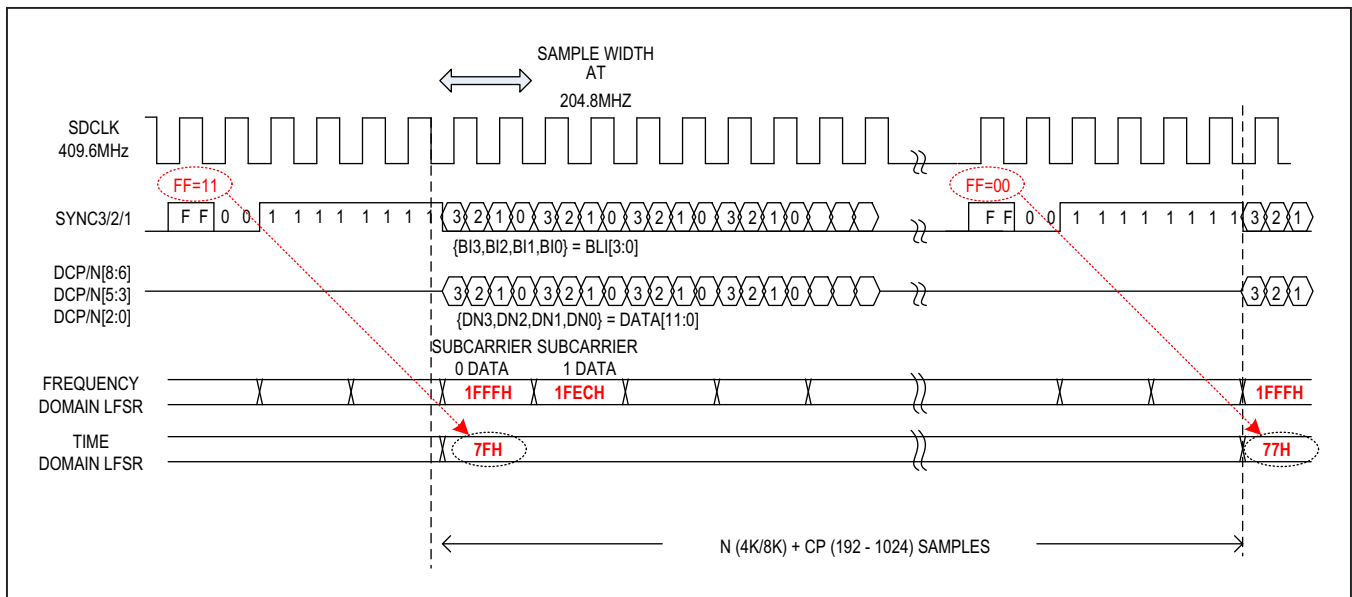 SAMPLE WIDTH
AT
204.8MHZ
SDCLK
409.6MHz
FF=11
FF=00
SYNC3/2/1
F F 0 0 1 1 1 1 1 1 1 1 3 2 1 0 3 2 1 0 3 2 1 0 3 2 1 0
F F 0 0 1 1 1 1 1 1 1 1 3 2 1
{BI3,BI2,BI1,BI0} = BLI[3:0]
DCP/N[8:6]
DCP/N[5:3]
DCP/N[2:0]
3 2 1 0 3 2 1 0 3 2 1 0 3 2 1 0
3 2 1
{DN3,DN2,DN1,DN0} = DATA[11:0]
SUBCARRIER SUBCARRIER
0 DATA 1 DATA
FREQUENCY
DOMAIN LFSR
1FFFH 1FECH 1FFFH
TIME
DOMAIN LFSR
7FH 77H
N (4K/8K) + CP (192 - 1024) SAMPLES